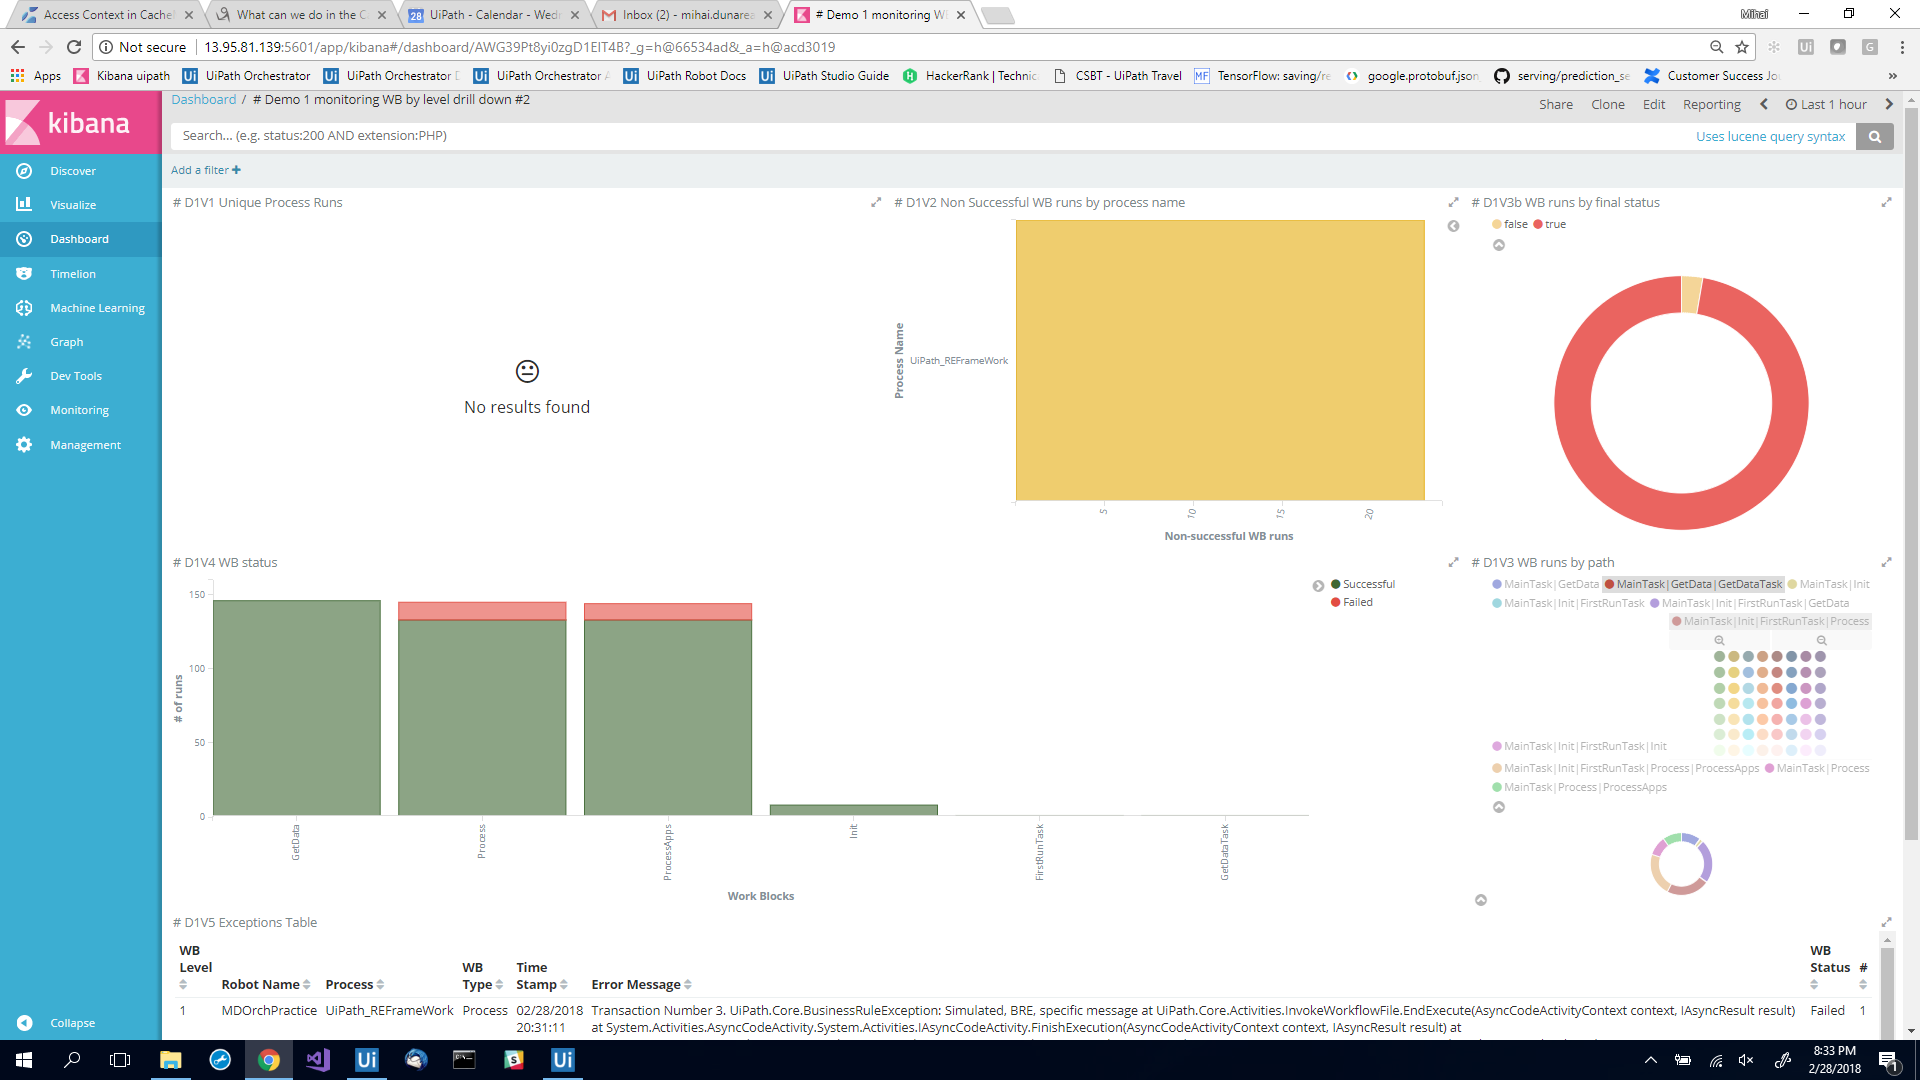 Access Context in Cache
What can we do in the C
UiPath - Calendar - Wedn
Inbox (2) - mihai.dunarea
# Demo 1 monitoring W
Mihai
Not secure
13.95.81.139:5601/app/kibana#/dashboard/AWG39Pt8yi0zgD1EIT4B?_g=h@66534ad&_a=h@acd3019
Apps
Kibana uipath
UiPath Orchestrator
UiPath Orchestrator D
UiPath Orchestrator A
UiPath Robot Docs
UiPath Studio Guide
HackerRank | Technic
CSBT - UiPath Travel
TensorFlow: saving/re
google.protobuf.json
serving/prediction_se
Customer Success Jou
kibana
Dashboard / # Demo 1 monitoring WB by level drill down #2
Share Clone Edit Reporting Last 1 hour
Search... (e.g. status:200 AND extension:PHP)
Uses lucene query syntax
Add a filter +
Discover
Visualize
Dashboard
Timelion
Machine Learning
Graph
Dev Tools
Monitoring
Management
Collapse
# D1V1 Unique Process Runs
No results found
# D1V2 Non Successful WB runs by process name
Process Name
UiPath_REFrameWork
5 10 15 20
Non-successful WB runs
# D1V3b WB runs by final status
false true
# D1V4 WB status
# of runs
150
100
50
0
GetData
Process
ProcessApps
Init
FirstRunTask
GetDataTask
Work Blocks
Successful
Failed
# D1V3 WB runs by path
MainTask|GetData MainTask|GetData|GetDataTask MainTask|Init
MainTask|Init|FirstRunTask MainTask|Init|FirstRunTask|GetData
MainTask|Init|FirstRunTask|Process
MainTask|Init|FirstRunTask|Init
MainTask|Init|FirstRunTask|Process|ProcessApps MainTask|Process
MainTask|Process|ProcessApps
# D1V5 Exceptions Table
WB Level Robot Name Process WB Type Time Stamp Error Message WB Status #
1 MDOrchPractice UiPath_REFrameWork Process 02/28/2018 20:31:11 Transaction Number 3. UiPath.Core.BusinessRuleException: Simulated, BRE, specific message at UiPath.Core.Activities.InvokeWorkflowFile.EndExecute(AsyncCodeActivityContext context, IAsyncResult result) Failed 1
at System.Activities.AsyncCodeActivity.System.Activities.IAsyncCodeActivity.FinishExecution(AsyncCodeActivityContext context, IAsyncResult result) at
8:33 PM
2/28/2018
1